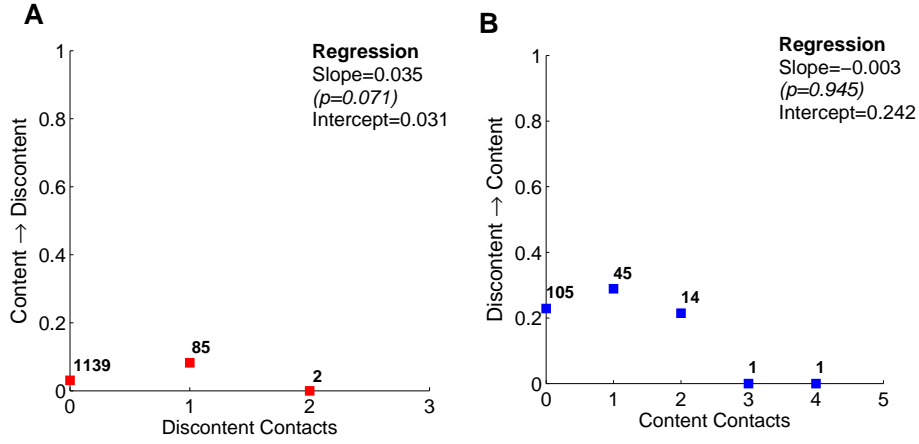 A
Regression
Slope=0.035
(p=0.071)
Intercept=0.031
Content → Discontent
1
0.8
0.6
0.4
0.2
0
1139
85
2
0
1
2
3
Discontent Contacts
B
Regression
Slope=−0.003
(p=0.945)
Intercept=0.242
Discontent → Content
1
0.8
0.6
0.4
0.2
0
105
45
14
1
1
0
1
2
3
4
5
Content Contacts